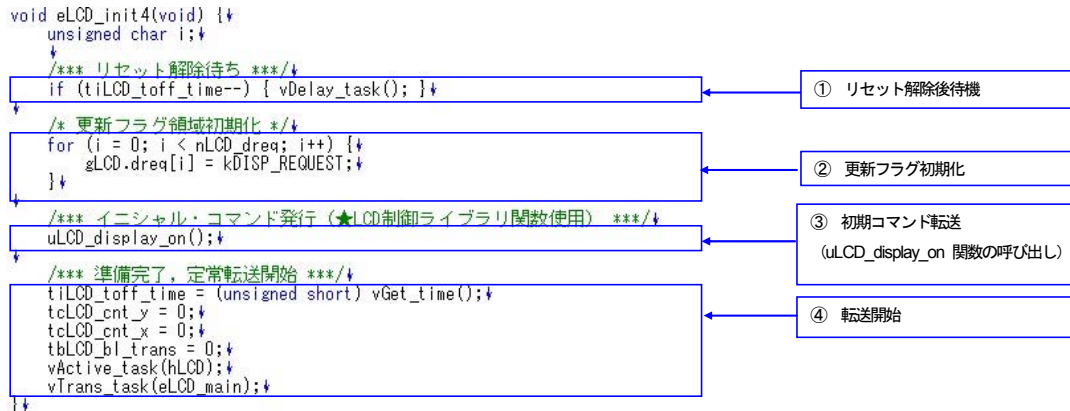 void eLCD_init4(void) {↓
unsigned char i;↓
↓
/*** リセット解除待ち ***/↓
if (tiLCD_toff_time--) { vDelay_task(); }↓
① リセット解除後待機
↓
/* 更新フラグ領域初期化 */↓
for (i = 0; i < nLCD_dreq; i++) {↓
gLCD.dreq[i] = kDISP_REQUEST;↓
}↓
② 更新フラグ初期化
↓
/*** イニシャル・コマンド発行（★LCD制御ライブラリ関数使用） ***/↓
uLCD_display_on();↓
③ 初期コマンド転送
（uLCD_display_on 関数の呼び出し）
↓
/*** 準備完了，定常転送開始 ***/↓
tiLCD_toff_time = (unsigned short) vGet_time();↓
tcLCD_cnt_y = 0;↓
tcLCD_cnt_x = 0;↓
tbLCD_bl_trans = 0;↓
vActive_task(hLCD);↓
vTrans_task(eLCD_main);↓
④ 転送開始
}↓